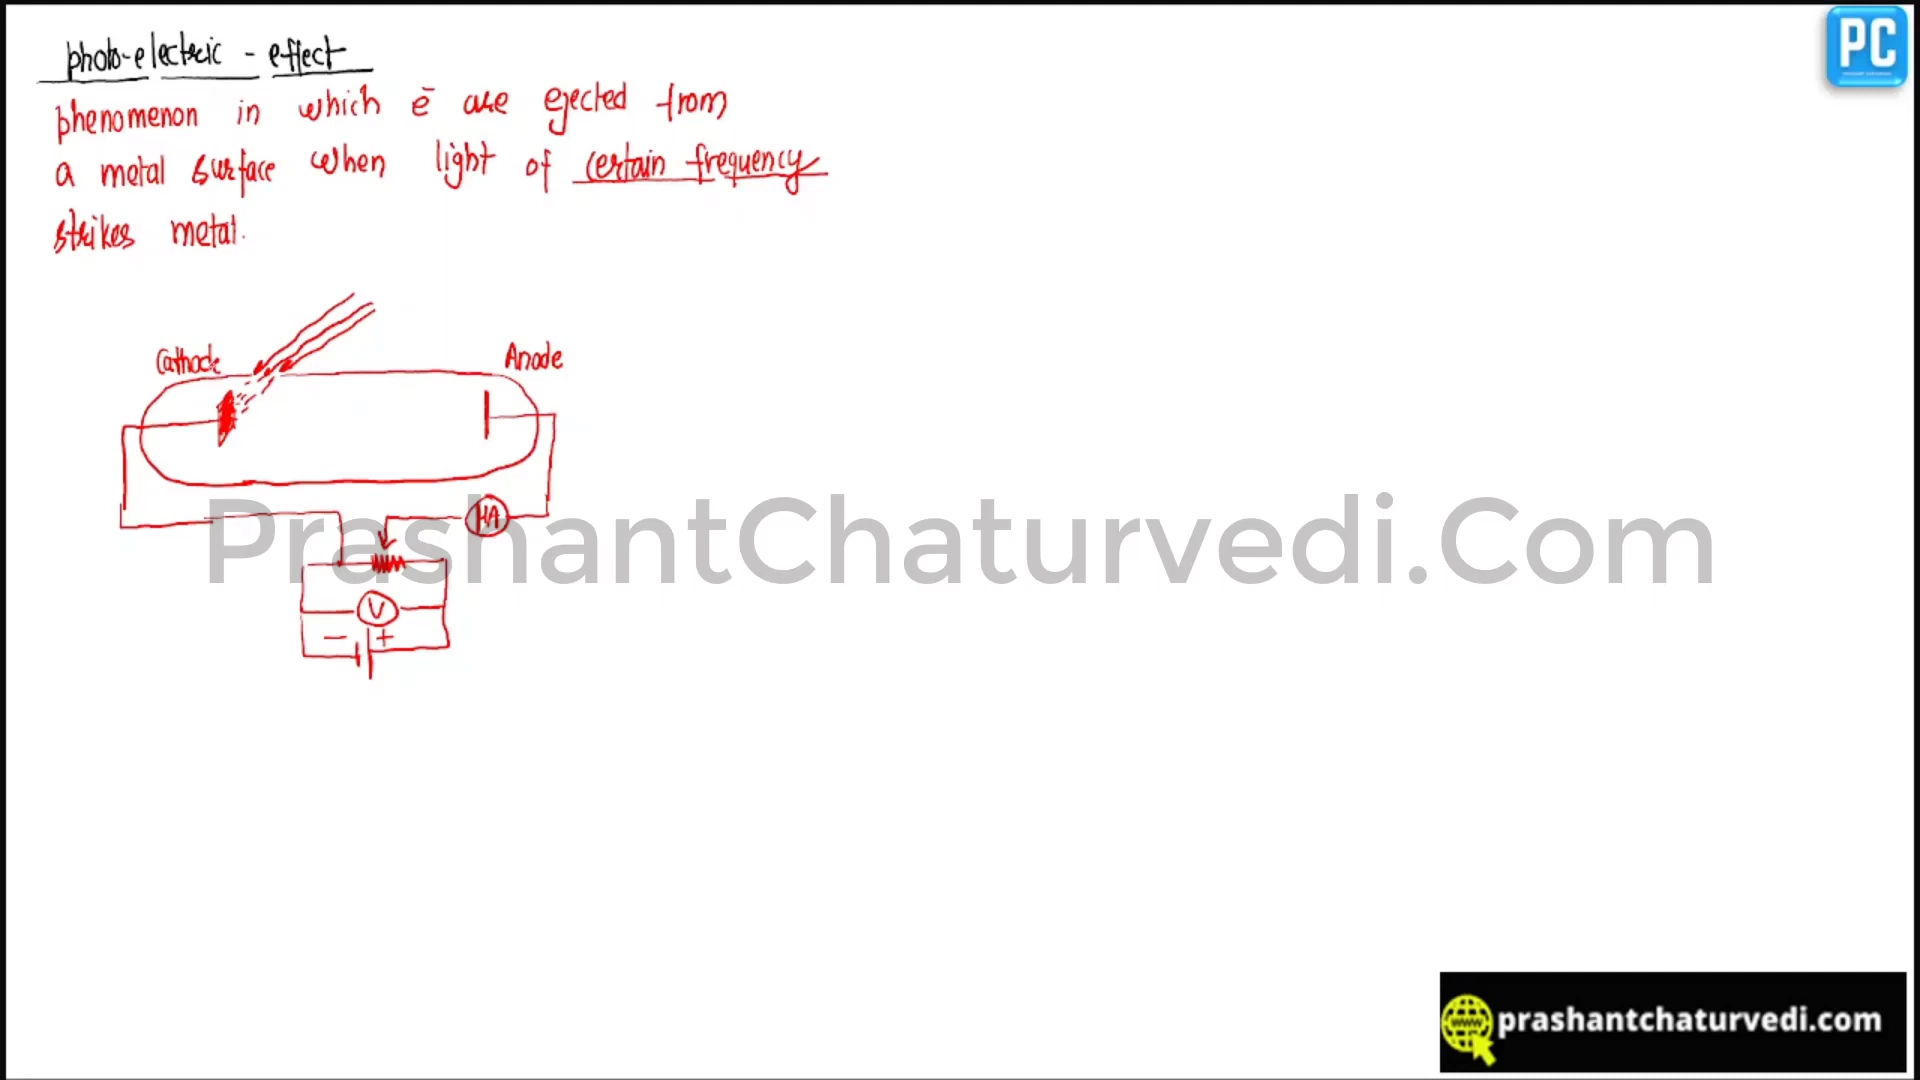 photo-electric - effect
PC
phenomenon in which e⁻ are ejected from
a metal surface when light of certain frequency
strikes metal.
Cathode
Anode
PrashantChaturvedi.Com
V
- +
prashantchaturvedi.com